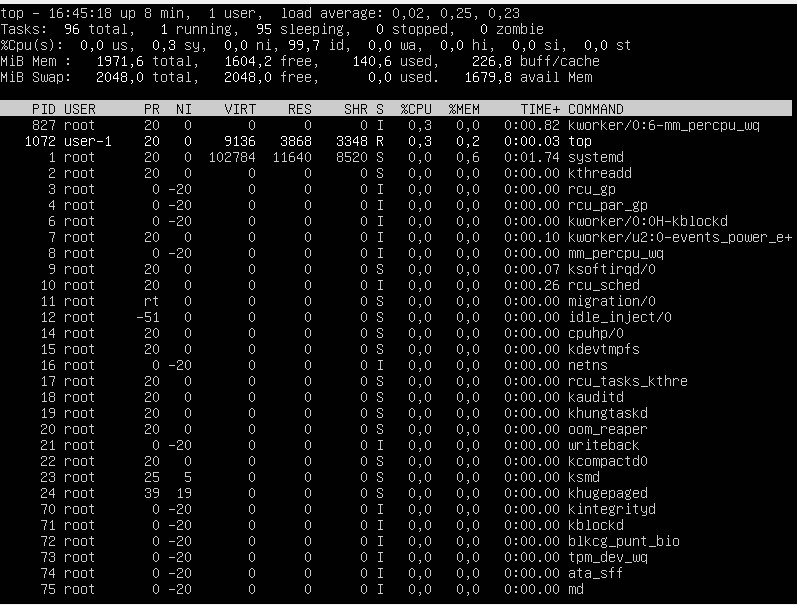 top - 16:45:18 up 8 min,  1 user,  load average: 0,02, 0,25, 0,23
Tasks:  96 total,   1 running,  95 sleeping,   0 stopped,   0 zombie
%Cpu(s):  0,0 us,  0,3 sy,  0,0 ni, 99,7 id,  0,0 wa,  0,0 hi,  0,0 si,  0,0 st
MiB Mem :   1971,6 total,   1604,2 free,    140,6 used,    226,8 buff/cache
MiB Swap:   2048,0 total,   2048,0 free,      0,0 used.   1679,8 avail Mem
PID USER      PR  NI    VIRT    RES    SHR S  %CPU  %MEM     TIME+ COMMAND
827 root      20   0       0      0      0 I   0,3   0,0   0:00.82 kworker/0:6-mm_percpu_wq
1072 user-1    20   0    9136   3868   3348 R   0,3   0,2   0:00.03 top
1 root      20   0  102784  11640   8520 S   0,0   0,6   0:01.74 systemd
2 root      20   0       0      0      0 S   0,0   0,0   0:00.00 kthreadd
3 root       0 -20       0      0      0 I   0,0   0,0   0:00.00 rcu_gp
4 root       0 -20       0      0      0 I   0,0   0,0   0:00.00 rcu_par_gp
6 root       0 -20       0      0      0 I   0,0   0,0   0:00.00 kworker/0:0H-kblockd
7 root      20   0       0      0      0 I   0,0   0,0   0:00.10 kworker/u2:0-events_power_e+
8 root       0 -20       0      0      0 I   0,0   0,0   0:00.00 mm_percpu_wq
9 root      20   0       0      0      0 S   0,0   0,0   0:00.07 ksoftirqd/0
10 root      20   0       0      0      0 I   0,0   0,0   0:00.26 rcu_sched
11 root      rt   0       0      0      0 S   0,0   0,0   0:00.00 migration/0
12 root     -51   0       0      0      0 S   0,0   0,0   0:00.00 idle_inject/0
14 root      20   0       0      0      0 S   0,0   0,0   0:00.00 cpuhp/0
15 root      20   0       0      0      0 S   0,0   0,0   0:00.00 kdevtmpfs
16 root       0 -20       0      0      0 I   0,0   0,0   0:00.00 netns
17 root      20   0       0      0      0 S   0,0   0,0   0:00.00 rcu_tasks_kthre
18 root      20   0       0      0      0 S   0,0   0,0   0:00.00 kauditd
19 root      20   0       0      0      0 S   0,0   0,0   0:00.00 khungtaskd
20 root      20   0       0      0      0 S   0,0   0,0   0:00.00 oom_reaper
21 root       0 -20       0      0      0 I   0,0   0,0   0:00.00 writeback
22 root      20   0       0      0      0 S   0,0   0,0   0:00.00 kcompactd0
23 root      25   5       0      0      0 S   0,0   0,0   0:00.00 ksmd
24 root      39  19       0      0      0 S   0,0   0,0   0:00.00 khugepaged
70 root       0 -20       0      0      0 I   0,0   0,0   0:00.00 kintegrityd
71 root       0 -20       0      0      0 I   0,0   0,0   0:00.00 kblockd
72 root       0 -20       0      0      0 I   0,0   0,0   0:00.00 blkcg_punt_bio
73 root       0 -20       0      0      0 I   0,0   0,0   0:00.00 tpm_dev_wq
74 root       0 -20       0      0      0 I   0,0   0,0   0:00.00 ata_sff
75 root       0 -20       0      0      0 I   0,0   0,0   0:00.00 md